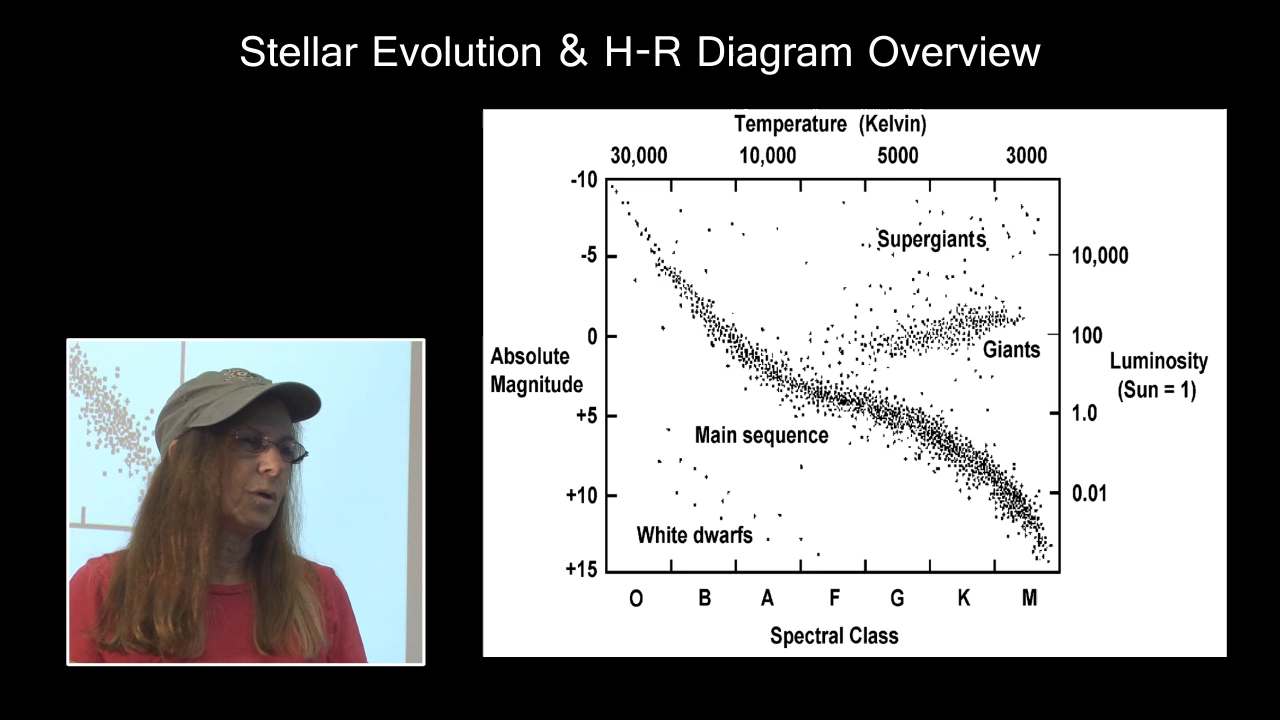 Stellar Evolution & H-R Diagram Overview
Temperature (Kelvin)
30,000 10,000 5000 3000
-10
Supergiants
-5 10,000
0 100
Giants
Absolute
Magnitude
Luminosity
(Sun = 1)
+5 1.0
Main sequence
+10 0.01
White dwarfs
+15
O B A F G K M
Spectral Class